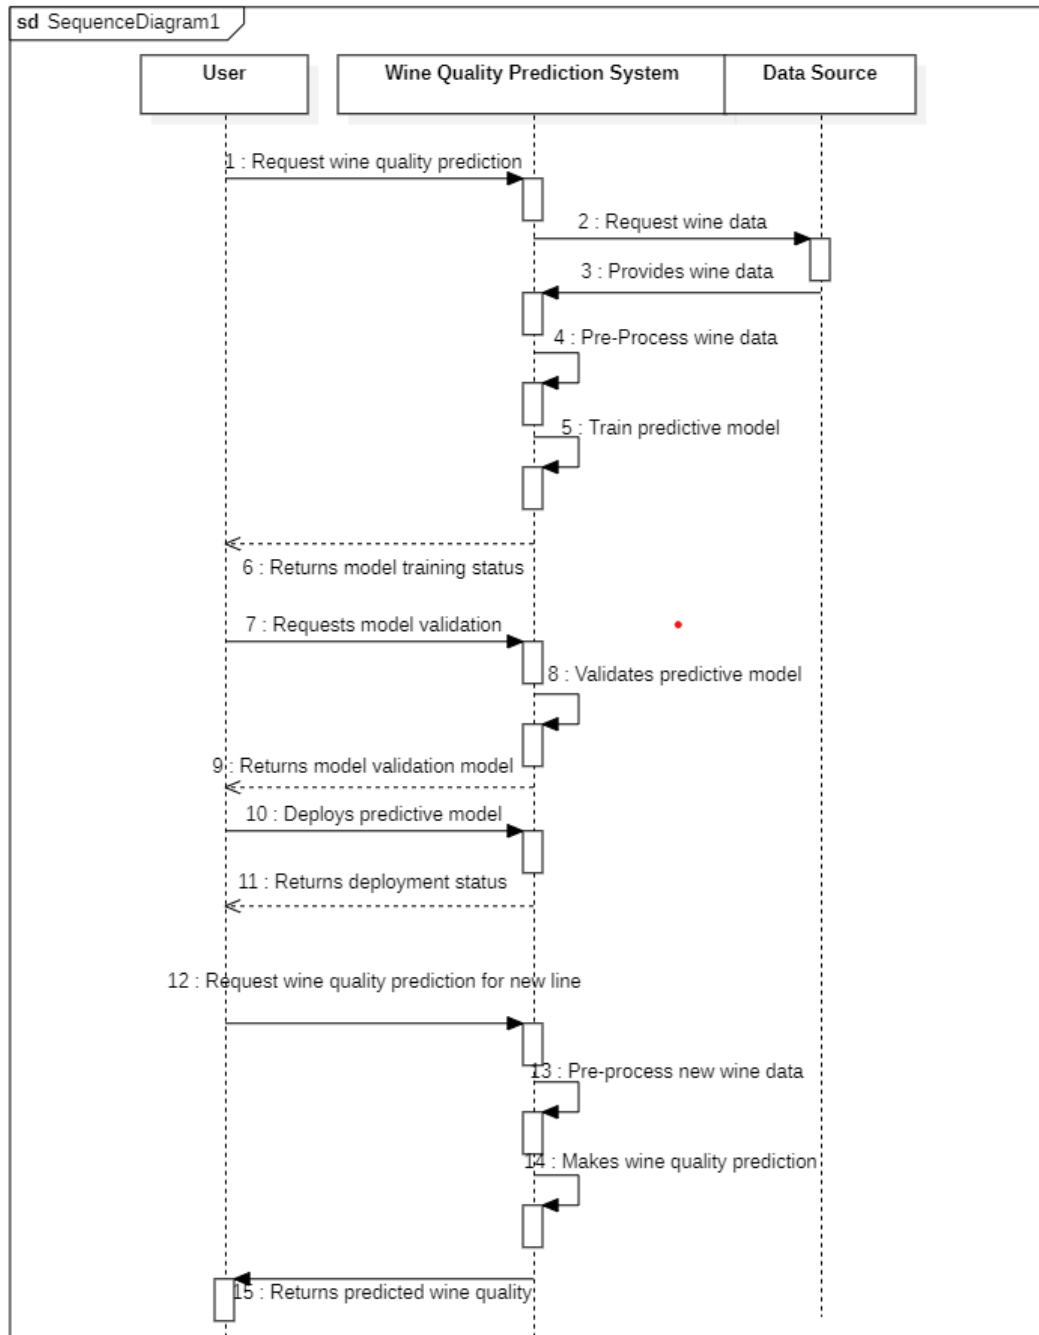 sd SequenceDiagram1
User
Wine Quality Prediction System
Data Source
1 : Request wine quality prediction
2 : Request wine data
3 : Provides wine data
4 : Pre-Process wine data
5 : Train predictive model
6 : Returns model training status
7 : Requests model validation
8 : Validates predictive model
9 : Returns model validation model
10 : Deploys predictive model
11 : Returns deployment status
12 : Request wine quality prediction for new line
13 : Pre-process new wine data
14 : Makes wine quality prediction
15 : Returns predicted wine quality